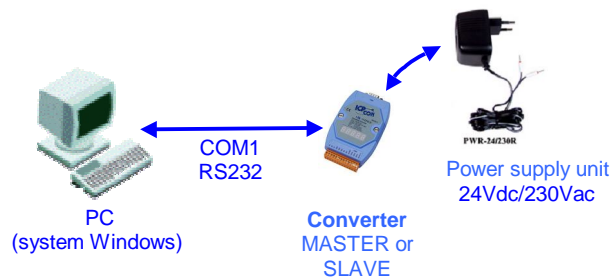 PWR-24/230R
COM1
RS232
Power supply unit
24Vdc/230Vac
PC
(system Windows)
Converter
MASTER or
SLAVE